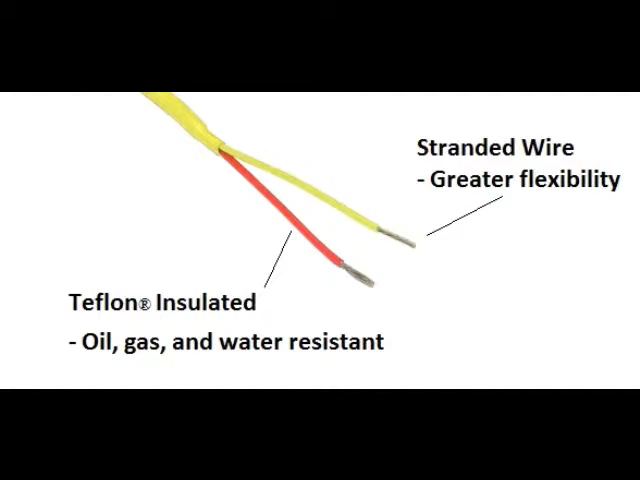 Stranded Wire
- Greater flexibility
Teflon® Insulated
- Oil, gas, and water resistant